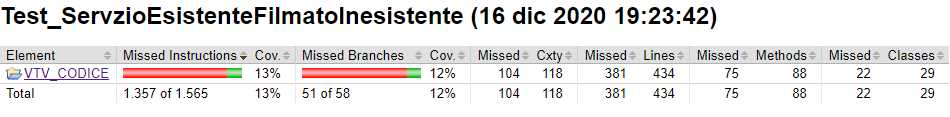 Test_ServzioEsistenteFilmatoInesistente (16 dic 2020 19:23:42)
Element Missed Instructions Cov. Missed Branches Cov. Missed Cxty Missed Lines Missed Methods Missed Classes
VTV_CODICE 13% 12% 104 118 381 434 75 88 22 29
Total 1.357 of 1.565 13% 51 of 58 12% 104 118 381 434 75 88 22 29